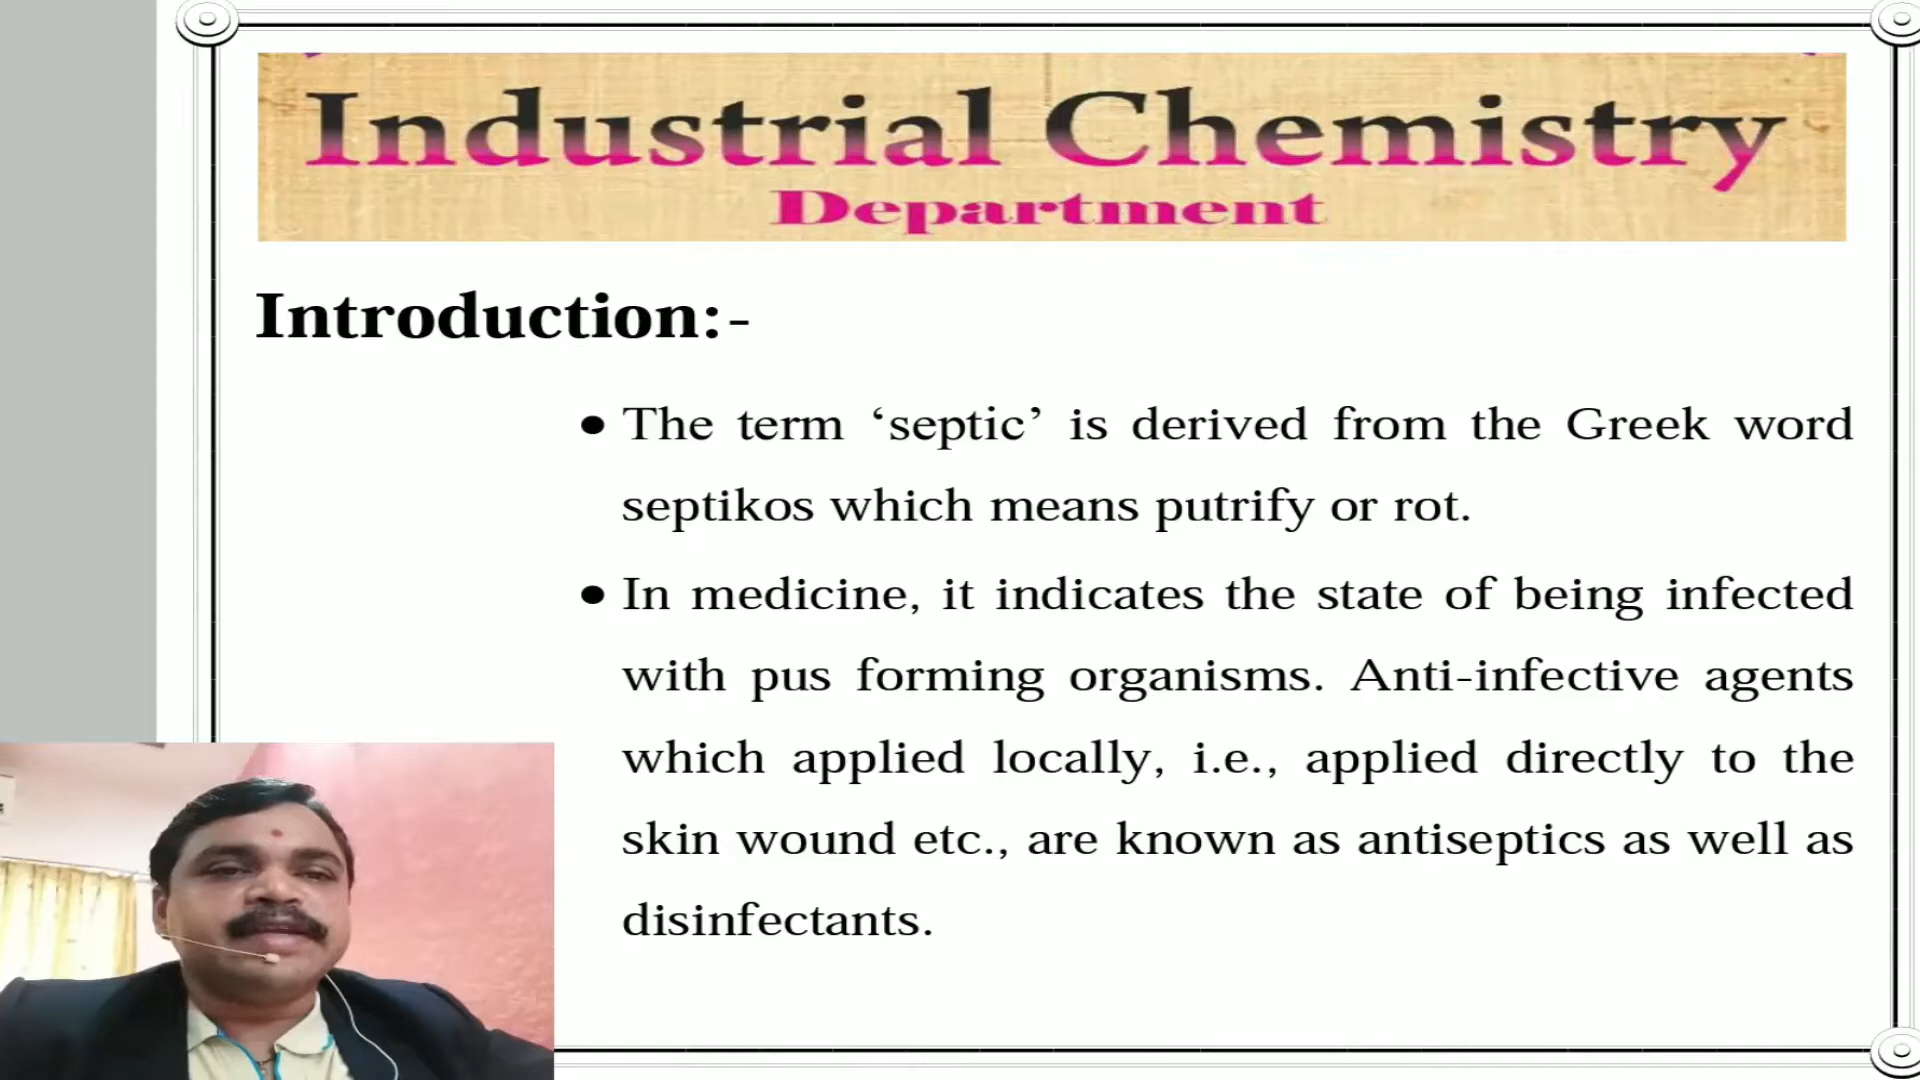 Industrial Chemistry
Department
Introduction:-
● The term ‘septic’ is derived from the Greek word
septikos which means putrify or rot.
● In medicine, it indicates the state of being infected
with pus forming organisms. Anti-infective agents
which applied locally, i.e., applied directly to the
skin wound etc., are known as antiseptics as well as
disinfectants.